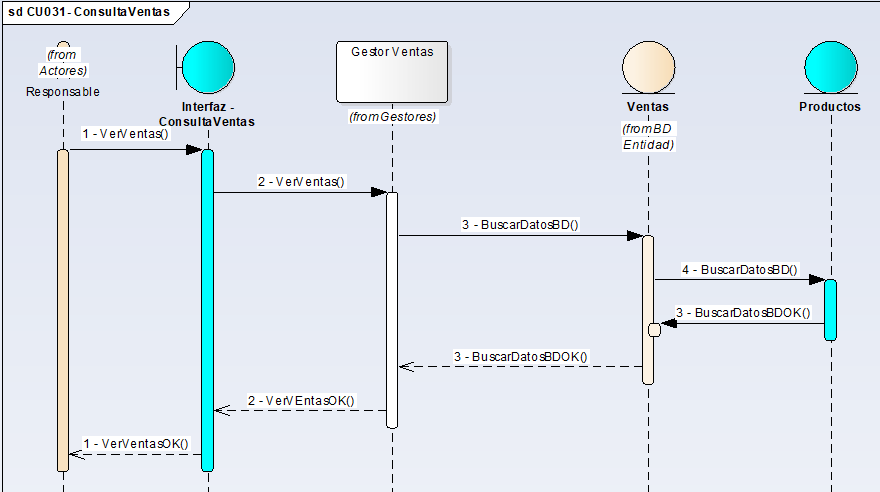 sd CU031- ConsultaVentas
(from
Actores)
Responsable
Interfaz -
ConsultaVentas
Gestor Ventas
(fromGestores)
Ventas
(fromBD
Entidad)
Productos
1 - VerVentas()
2 - VerVentas()
3 - BuscarDatosBD()
4 - BuscarDatosBD()
3 - BuscarDatosBDOK()
3 - BuscarDatosBDOK()
2 - VerVEntasOK()
1 - VerVentasOK()